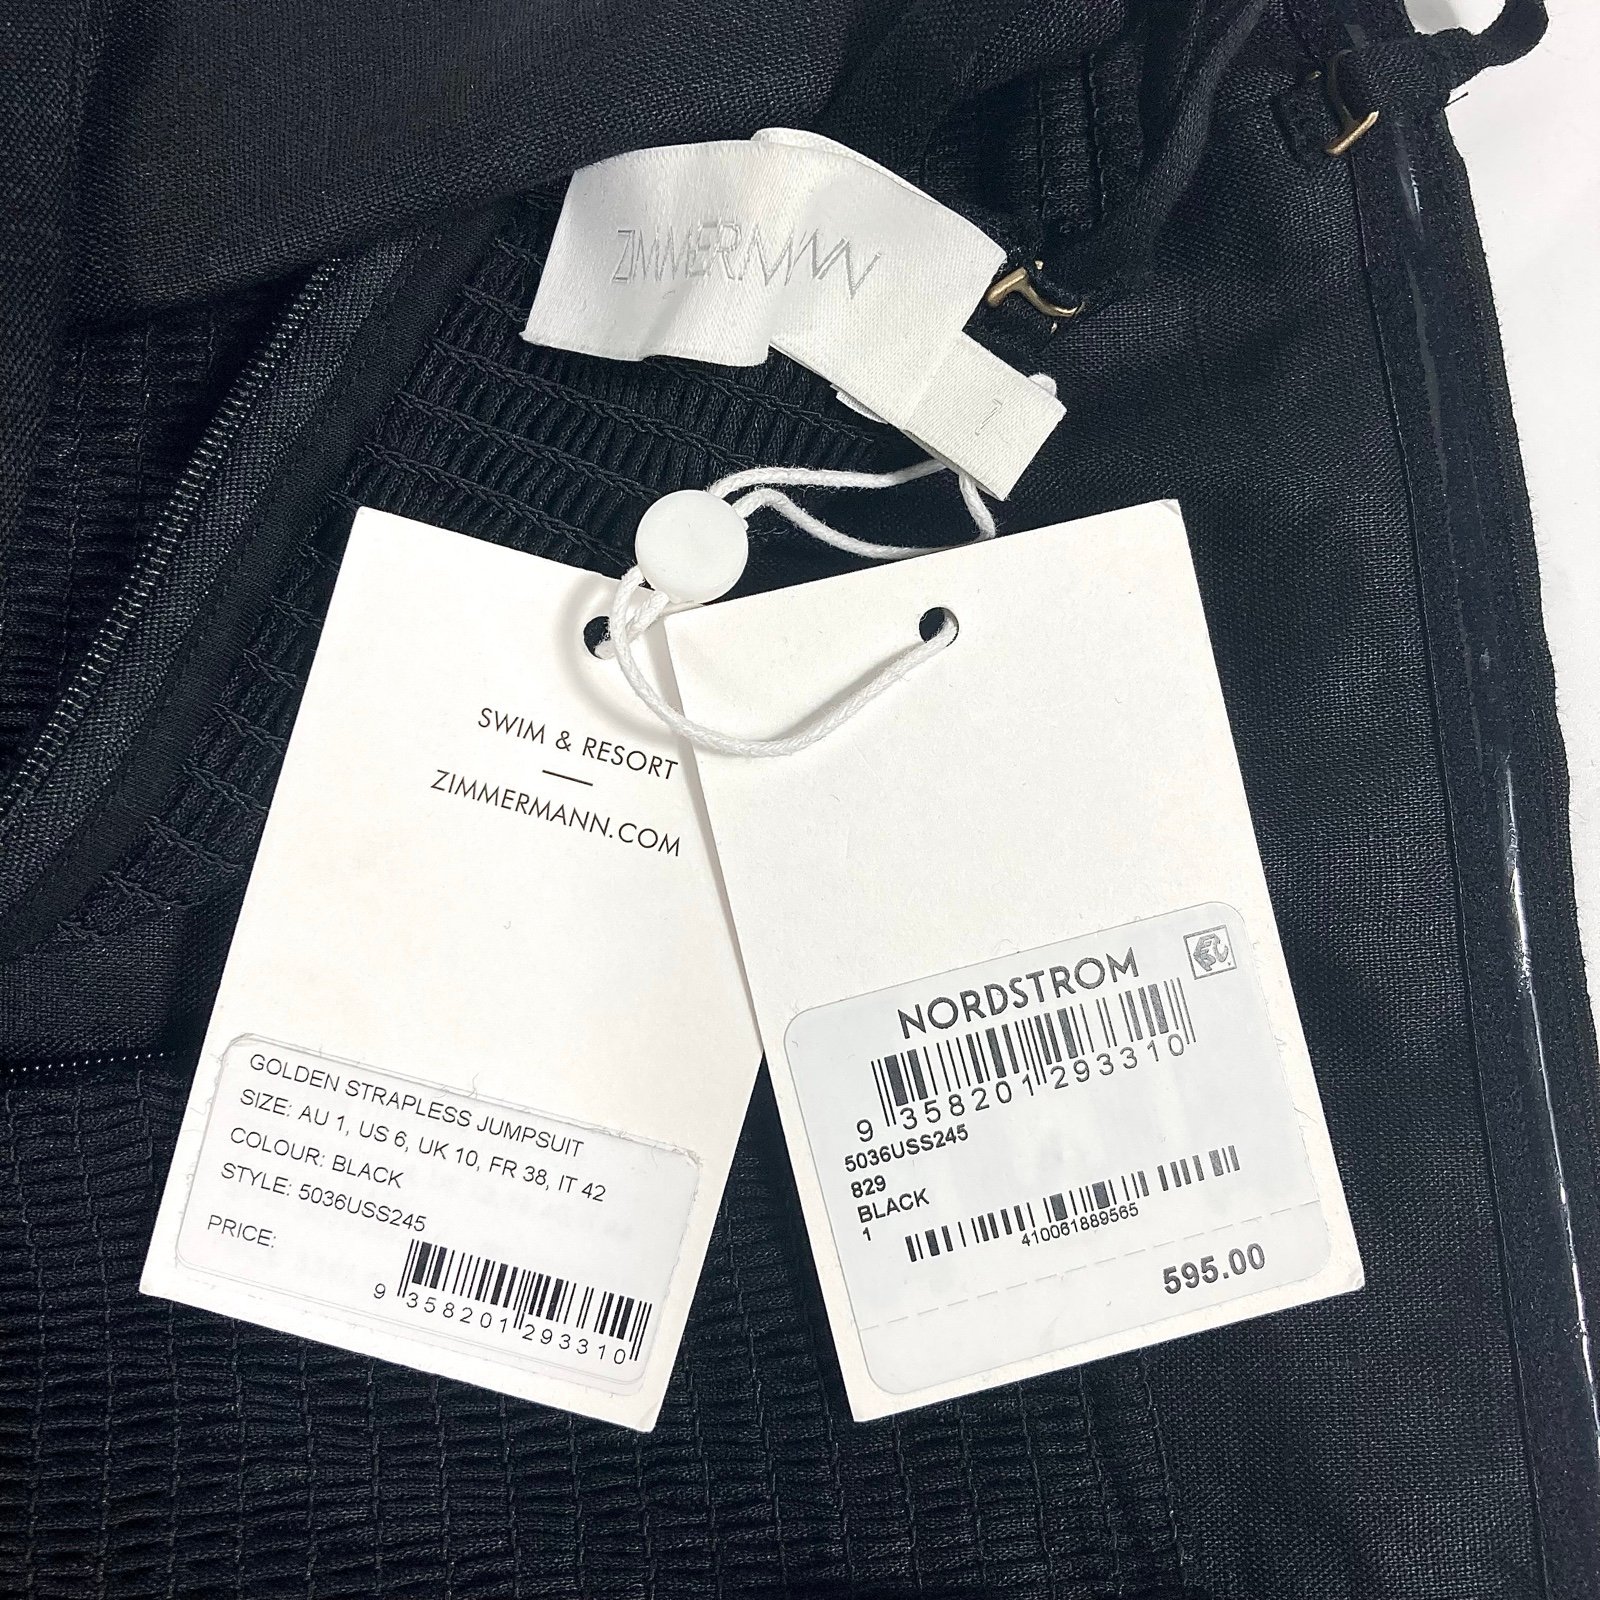 ZIMMERMANN
1
SWIM & RESORT
ZIMMERMANN.COM
GOLDEN STRAPLESS JUMPSUIT
SIZE: AU 1, US 6, UK 10, FR 38, IT 42
COLOUR: BLACK
STYLE: 5036USS245
PRICE:
9 358201 293310
NORDSTROM
9 358201 293310
5036USS245
829
BLACK
1
410061889565
595.00